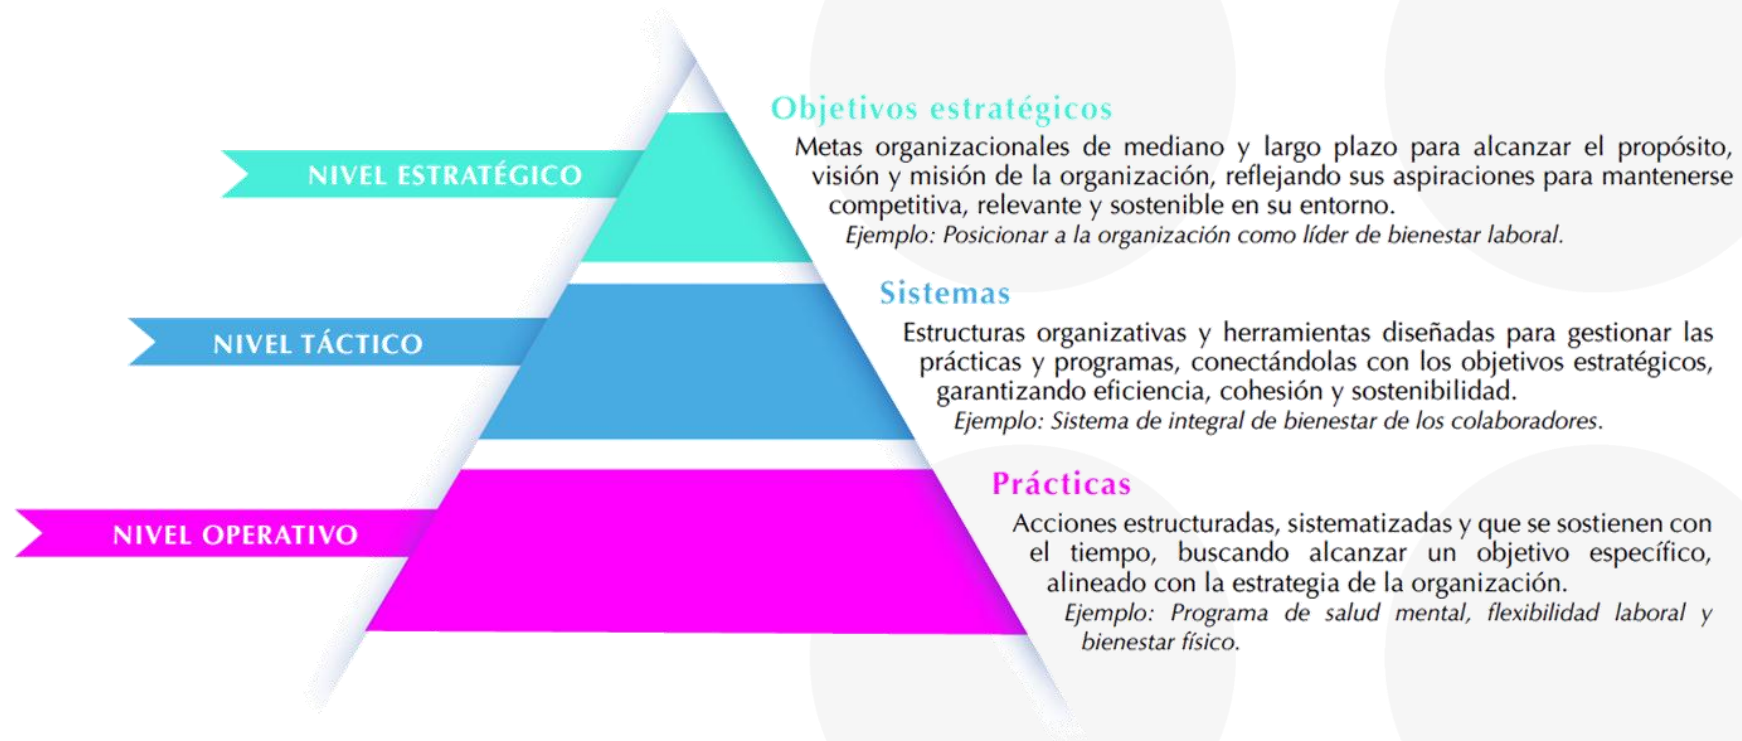 Objetivos estratégicos
Metas organizacionales de mediano y largo plazo para alcanzar el propósito,
visión y misión de la organización, reflejando sus aspiraciones para mantenerse
competitiva, relevante y sostenible en su entorno.
Ejemplo: Posicionar a la organización como líder de bienestar laboral.
NIVEL ESTRATÉGICO
Sistemas
Estructuras organizativas y herramientas diseñadas para gestionar las
prácticas y programas, conectándolas con los objetivos estratégicos,
garantizando eficiencia, cohesión y sostenibilidad.
Ejemplo: Sistema de integral de bienestar de los colaboradores.
NIVEL TÁCTICO
Prácticas
Acciones estructuradas, sistematizadas y que se sostienen con
el tiempo, buscando alcanzar un objetivo específico,
alineado con la estrategia de la organización.
Ejemplo: Programa de salud mental, flexibilidad laboral y
bienestar físico.
NIVEL OPERATIVO